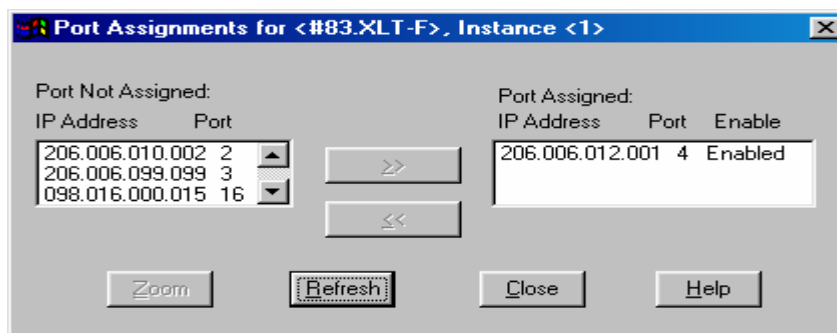 Port Assignments for <#83.XLT-F>, Instance <1>
Port Not Assigned:
IP Address Port
206.006.010.002 2
206.006.099.099 3
098.016.000.015 16
>>
<<
Port Assigned:
IP Address Port Enable
206.006.012.001 4 Enabled
Zoom Refresh Close Help